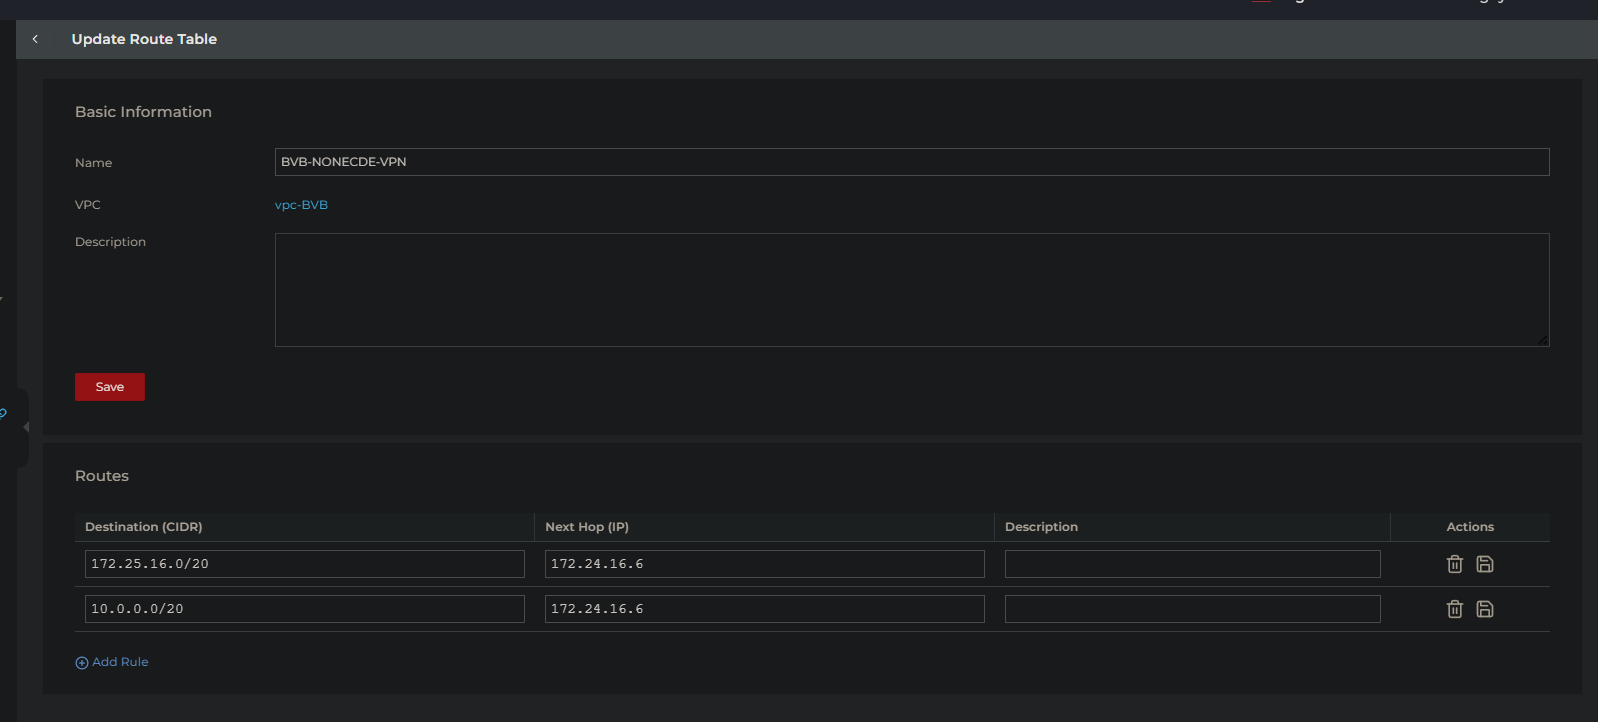 Update Route Table
Basic Information
Name
BVB-NONECDE-VPN
VPC
vpc-BVB
Description
Save
Routes
Destination (CIDR) Next Hop (IP) Description Actions
172.25.16.0/20 172.24.16.6
10.0.0.0/20 172.24.16.6
Add Rule